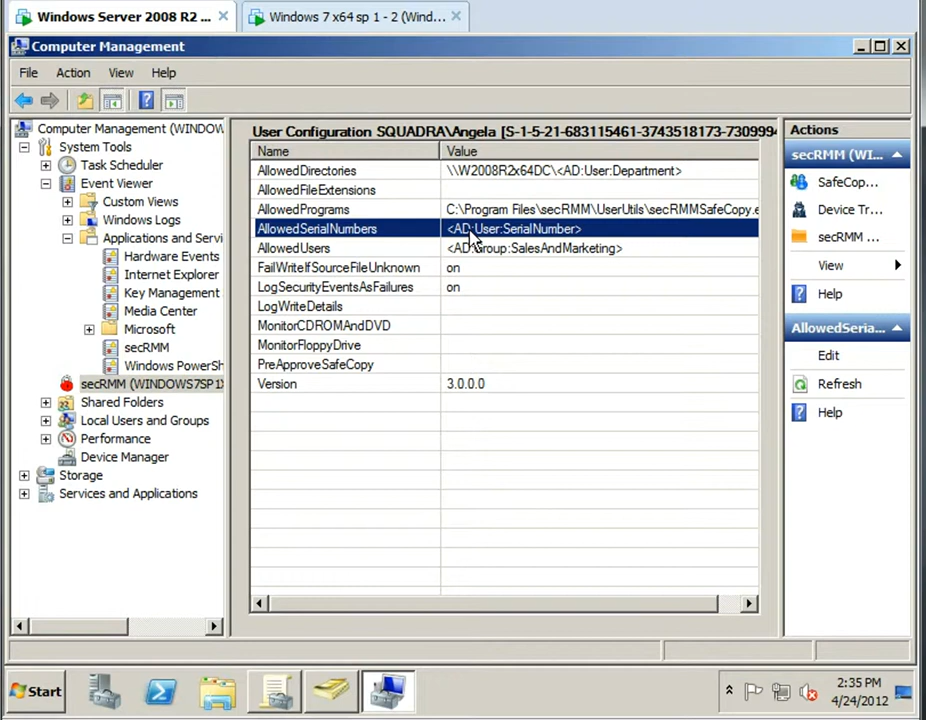 Windows Server 2008 R2 ...
Windows 7 x64 sp 1 - 2 (Wind...
Computer Management
File Action View Help
Computer Management (WINDOW
System Tools
Task Scheduler
Event Viewer
Custom Views
Windows Logs
Applications and Servi
Hardware Events
Internet Explorer
Key Management
Media Center
Microsoft
secRMM
Windows PowerSh
secRMM (WINDOWS7SP1X
Shared Folders
Local Users and Groups
Performance
Device Manager
Storage
Services and Applications
User Configuration SQUADRA\Angela [S-1-5-21-683115461-3743518173-7309994
Name Value
AllowedDirectories \\W2008R2x64DC\<AD:User:Department>
AllowedFileExtensions
AllowedPrograms C:\Program Files\secRMM\UserUtils\secRMMSafeCopy.e
AllowedSerialNumbers <AD:User:SerialNumber>
AllowedUsers <AD:Group:SalesAndMarketing>
FailWriteIfSourceFileUnknown on
LogSecurityEventsAsFailures on
LogWriteDetails
MonitorCDROMAndDVD
MonitorFloppyDrive
PreApproveSafeCopy
Version 3.0.0.0
Actions
secRMM (WI...
SafeCop...
Device Tr...
secRMM ...
View
Help
AllowedSeria...
Edit
Refresh
Help
Start
2:35 PM
4/24/2012